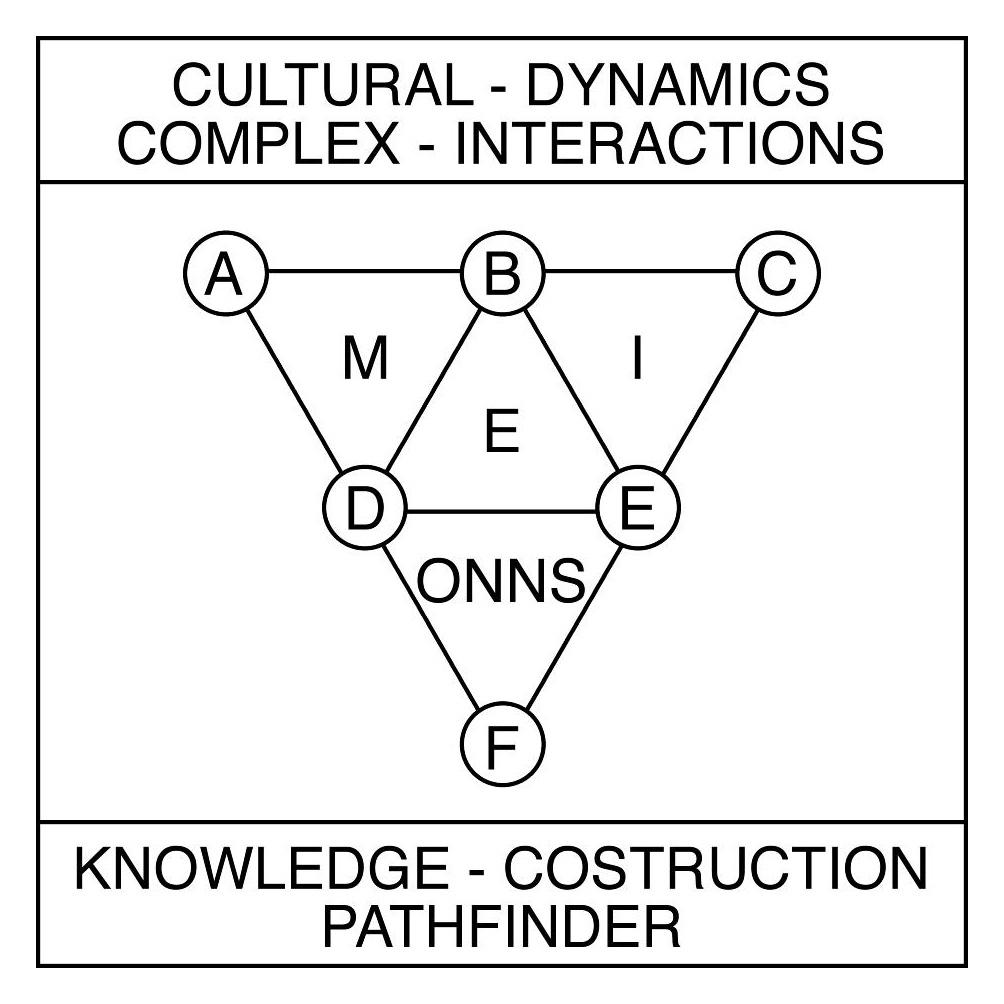 CULTURAL - DYNAMICS
COMPLEX - INTERACTIONS
A B C
M I
E
D E
ONNS
F
KNOWLEDGE - COSTRUCTION
PATHFINDER